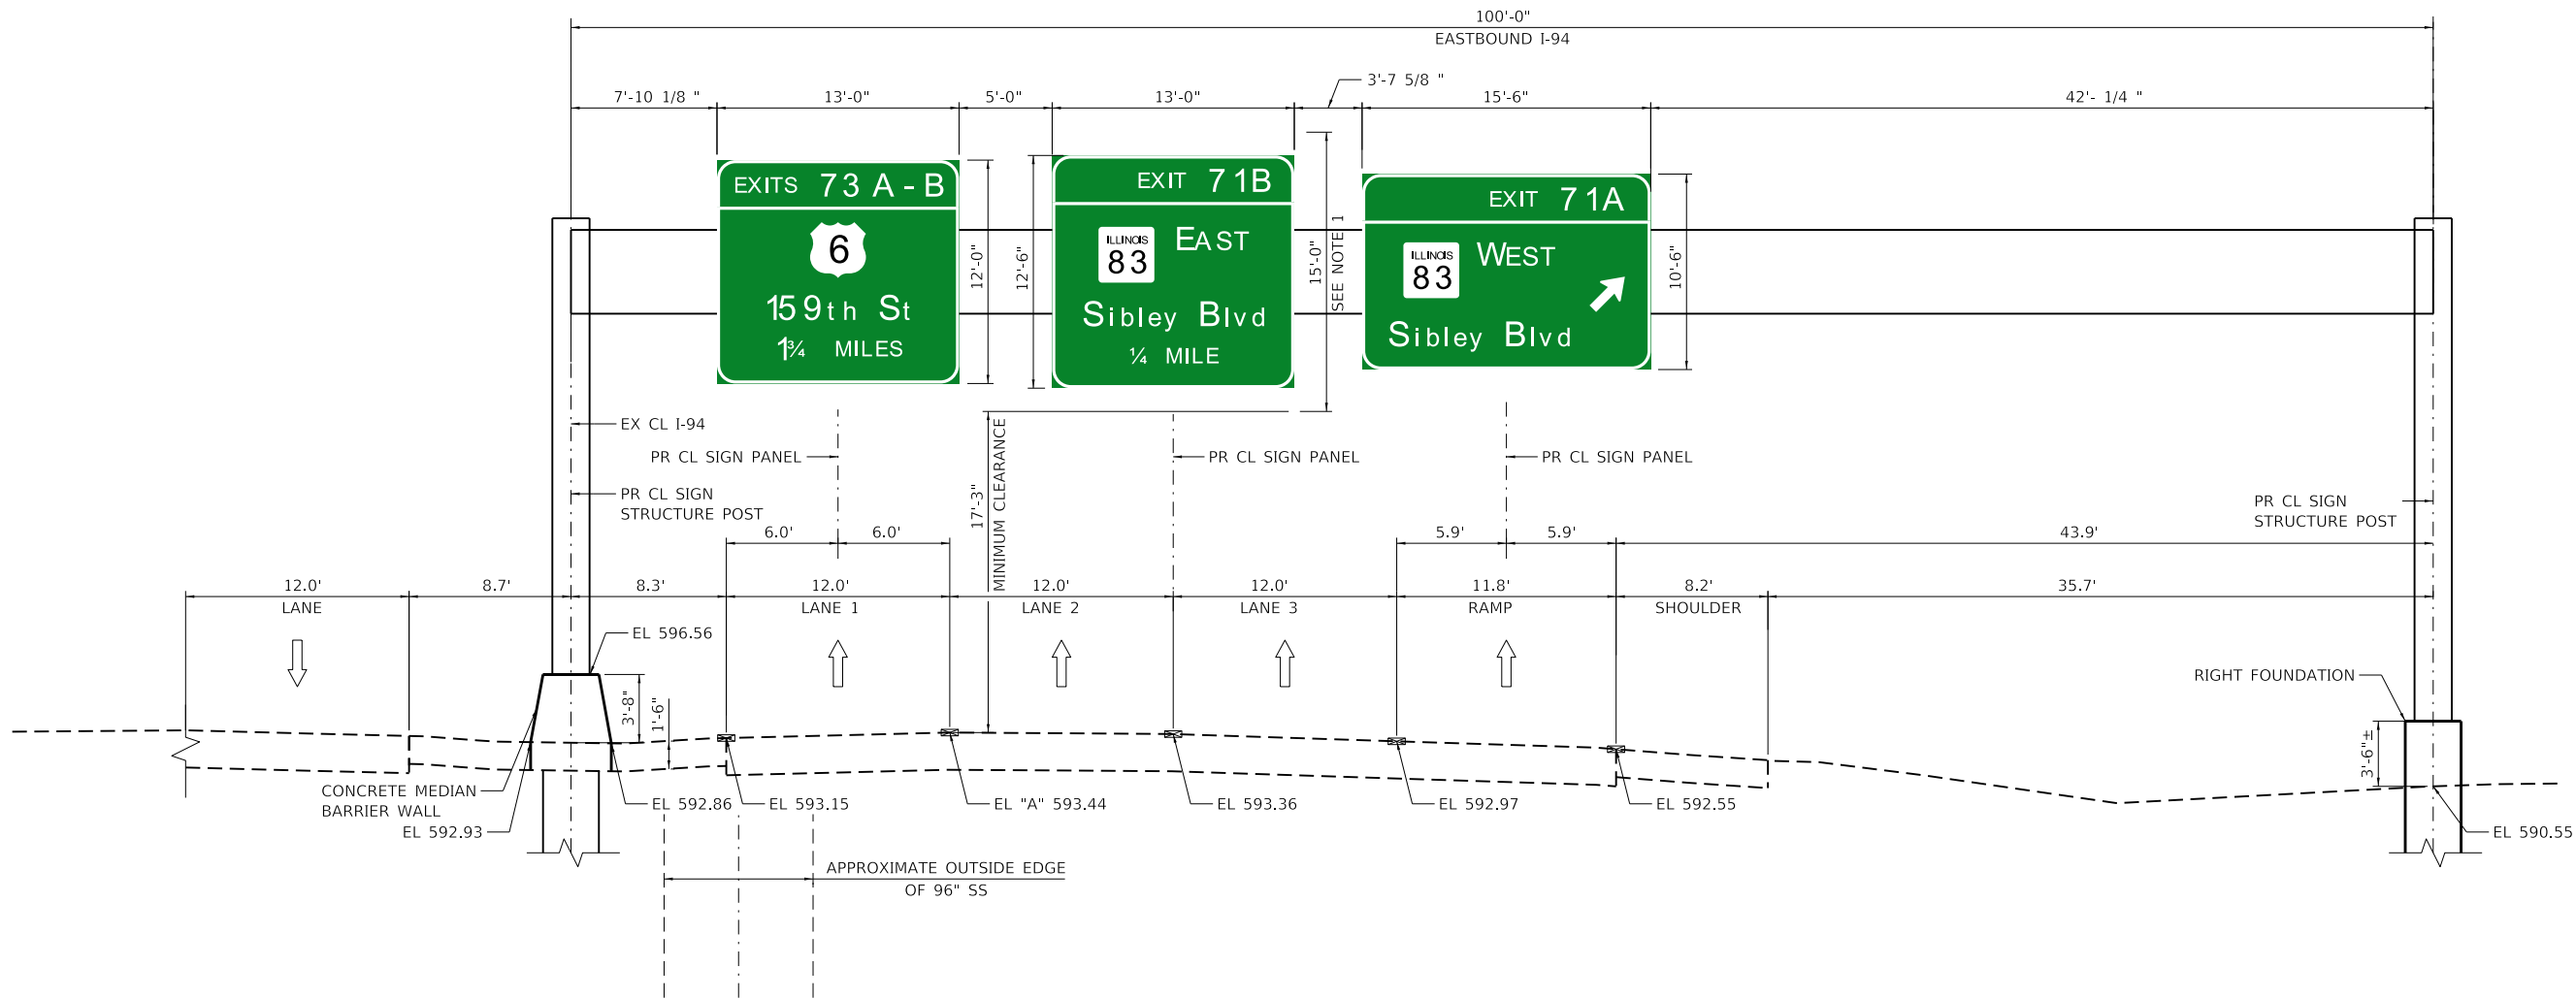 100'-0"
EASTBOUND I-94
3'-7 5/8 "
7'-10 1/8 "
13'-0"
5'-0"
13'-0"
15'-6"
42'- 1/4 "
EXITS 73 A - B
6
159th St
1¾ MILES
12'-0"
12'-6"
EXIT 71B
ILLINOIS
83
EAST
Sibley Blvd
¼ MILE
15'-0"
SEE NOTE 1
EXIT 71A
ILLINOIS
83
WEST
Sibley Blvd
10'-6"
EX CL I-94
PR CL SIGN PANEL
PR CL SIGN PANEL
PR CL SIGN PANEL
PR CL SIGN
STRUCTURE POST
17'-3"
MINIMUM CLEARANCE
PR CL SIGN
STRUCTURE POST
6.0'
6.0'
5.9'
5.9'
43.9'
12.0'
LANE
8.7'
8.3'
12.0'
LANE 1
12.0'
LANE 2
12.0'
LANE 3
11.8'
RAMP
8.2'
SHOULDER
35.7'
EL 596.56
3'-8"
1'-6"
RIGHT FOUNDATION
3'-6"±
CONCRETE MEDIAN
BARRIER WALL
EL 592.93
EL 592.86
EL 593.15
EL "A" 593.44
EL 593.36
EL 592.97
EL 592.55
EL 590.55
APPROXIMATE OUTSIDE EDGE
OF 96" SS